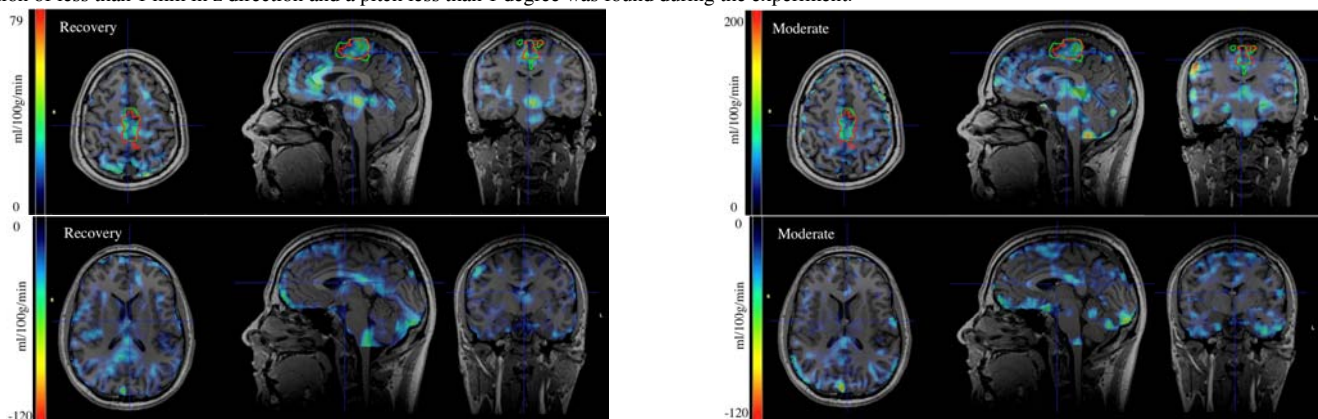 tion of less than 1 mm in z direction and a pitch less than 1 degree was found during the experiment.
79
Recovery
ml/100g/min
0
200
Moderate
ml/100g/min
0
0
Recovery
ml/100g/min
-120
0
Moderate
ml/100g/min
-120